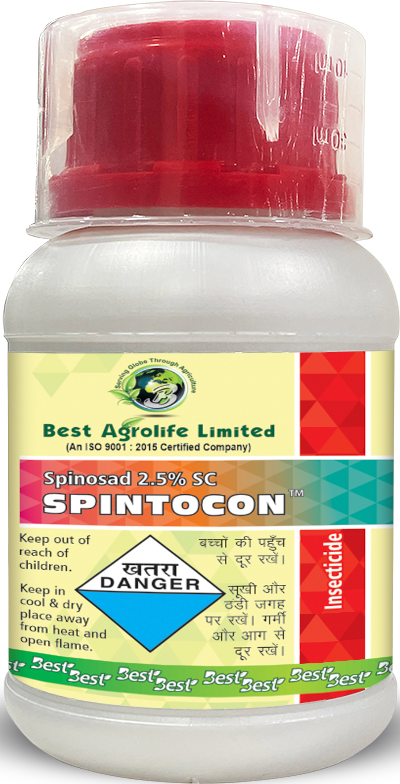 Serving Globe Through Agriculture
B
Best Agrolife Limited
(An ISO 9001 : 2015 Certified Company)
Spinosad 2.5% SC
SPINTOCON™
Keep out of
reach of
children.
Keep in
cool & dry
place away
from heat and
open flame.
खतरा
DANGER
बच्चों की पहुँच
से दूर रखें।
सूखी और
ठंडी जगह
पर रखें। गर्मी
और आग से
दूर रखें।
Insecticide
Best Best Best Best Best Best Best Best Best